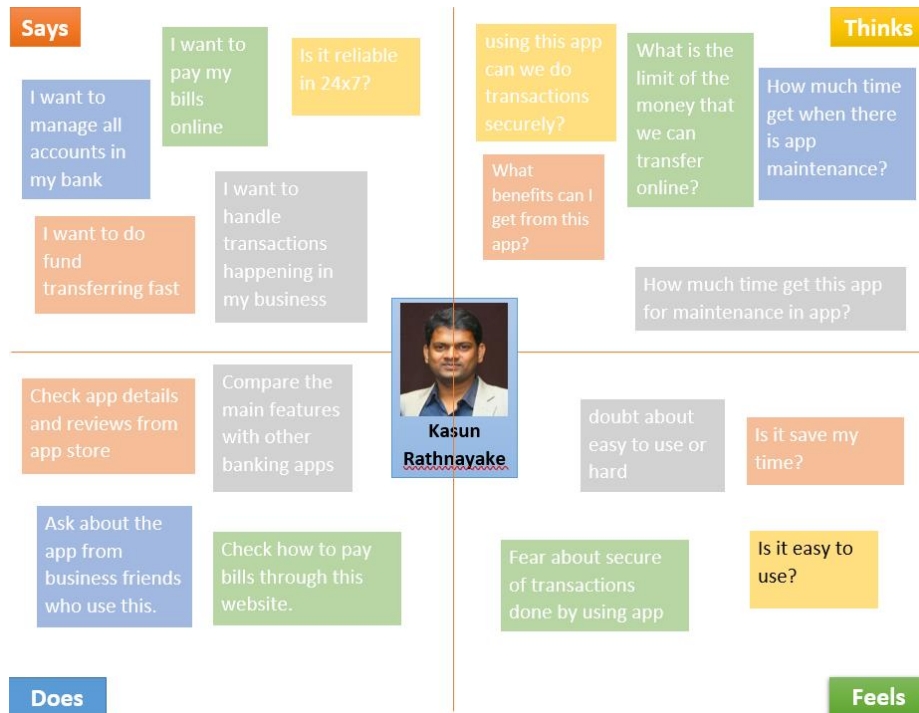 Says
I want to
pay my
bills
online
Is it reliable
in 24x7?
I want to
manage all
accounts in
my bank
I want to
handle
transactions
happening in
my business
I want to do
fund
transferring fast
Thinks
using this app
can we do
transactions
securely?
What is the
limit of the
money that
we can
transfer
online?
How much time
get when there
is app
maintenance?
What
benefits can I
get from this
app?
How much time get this app
for maintenance in app?
Kasun
Rathnayake
Check app details
and reviews from
app store
Compare the
main features
with other
banking apps
Ask about the
app from
business friends
who use this.
Check how to pay
bills through this
website.
Does
doubt about
easy to use or
hard
Is it save my
time?
Fear about secure
of transactions
done by using app
Is it easy to
use?
Feels